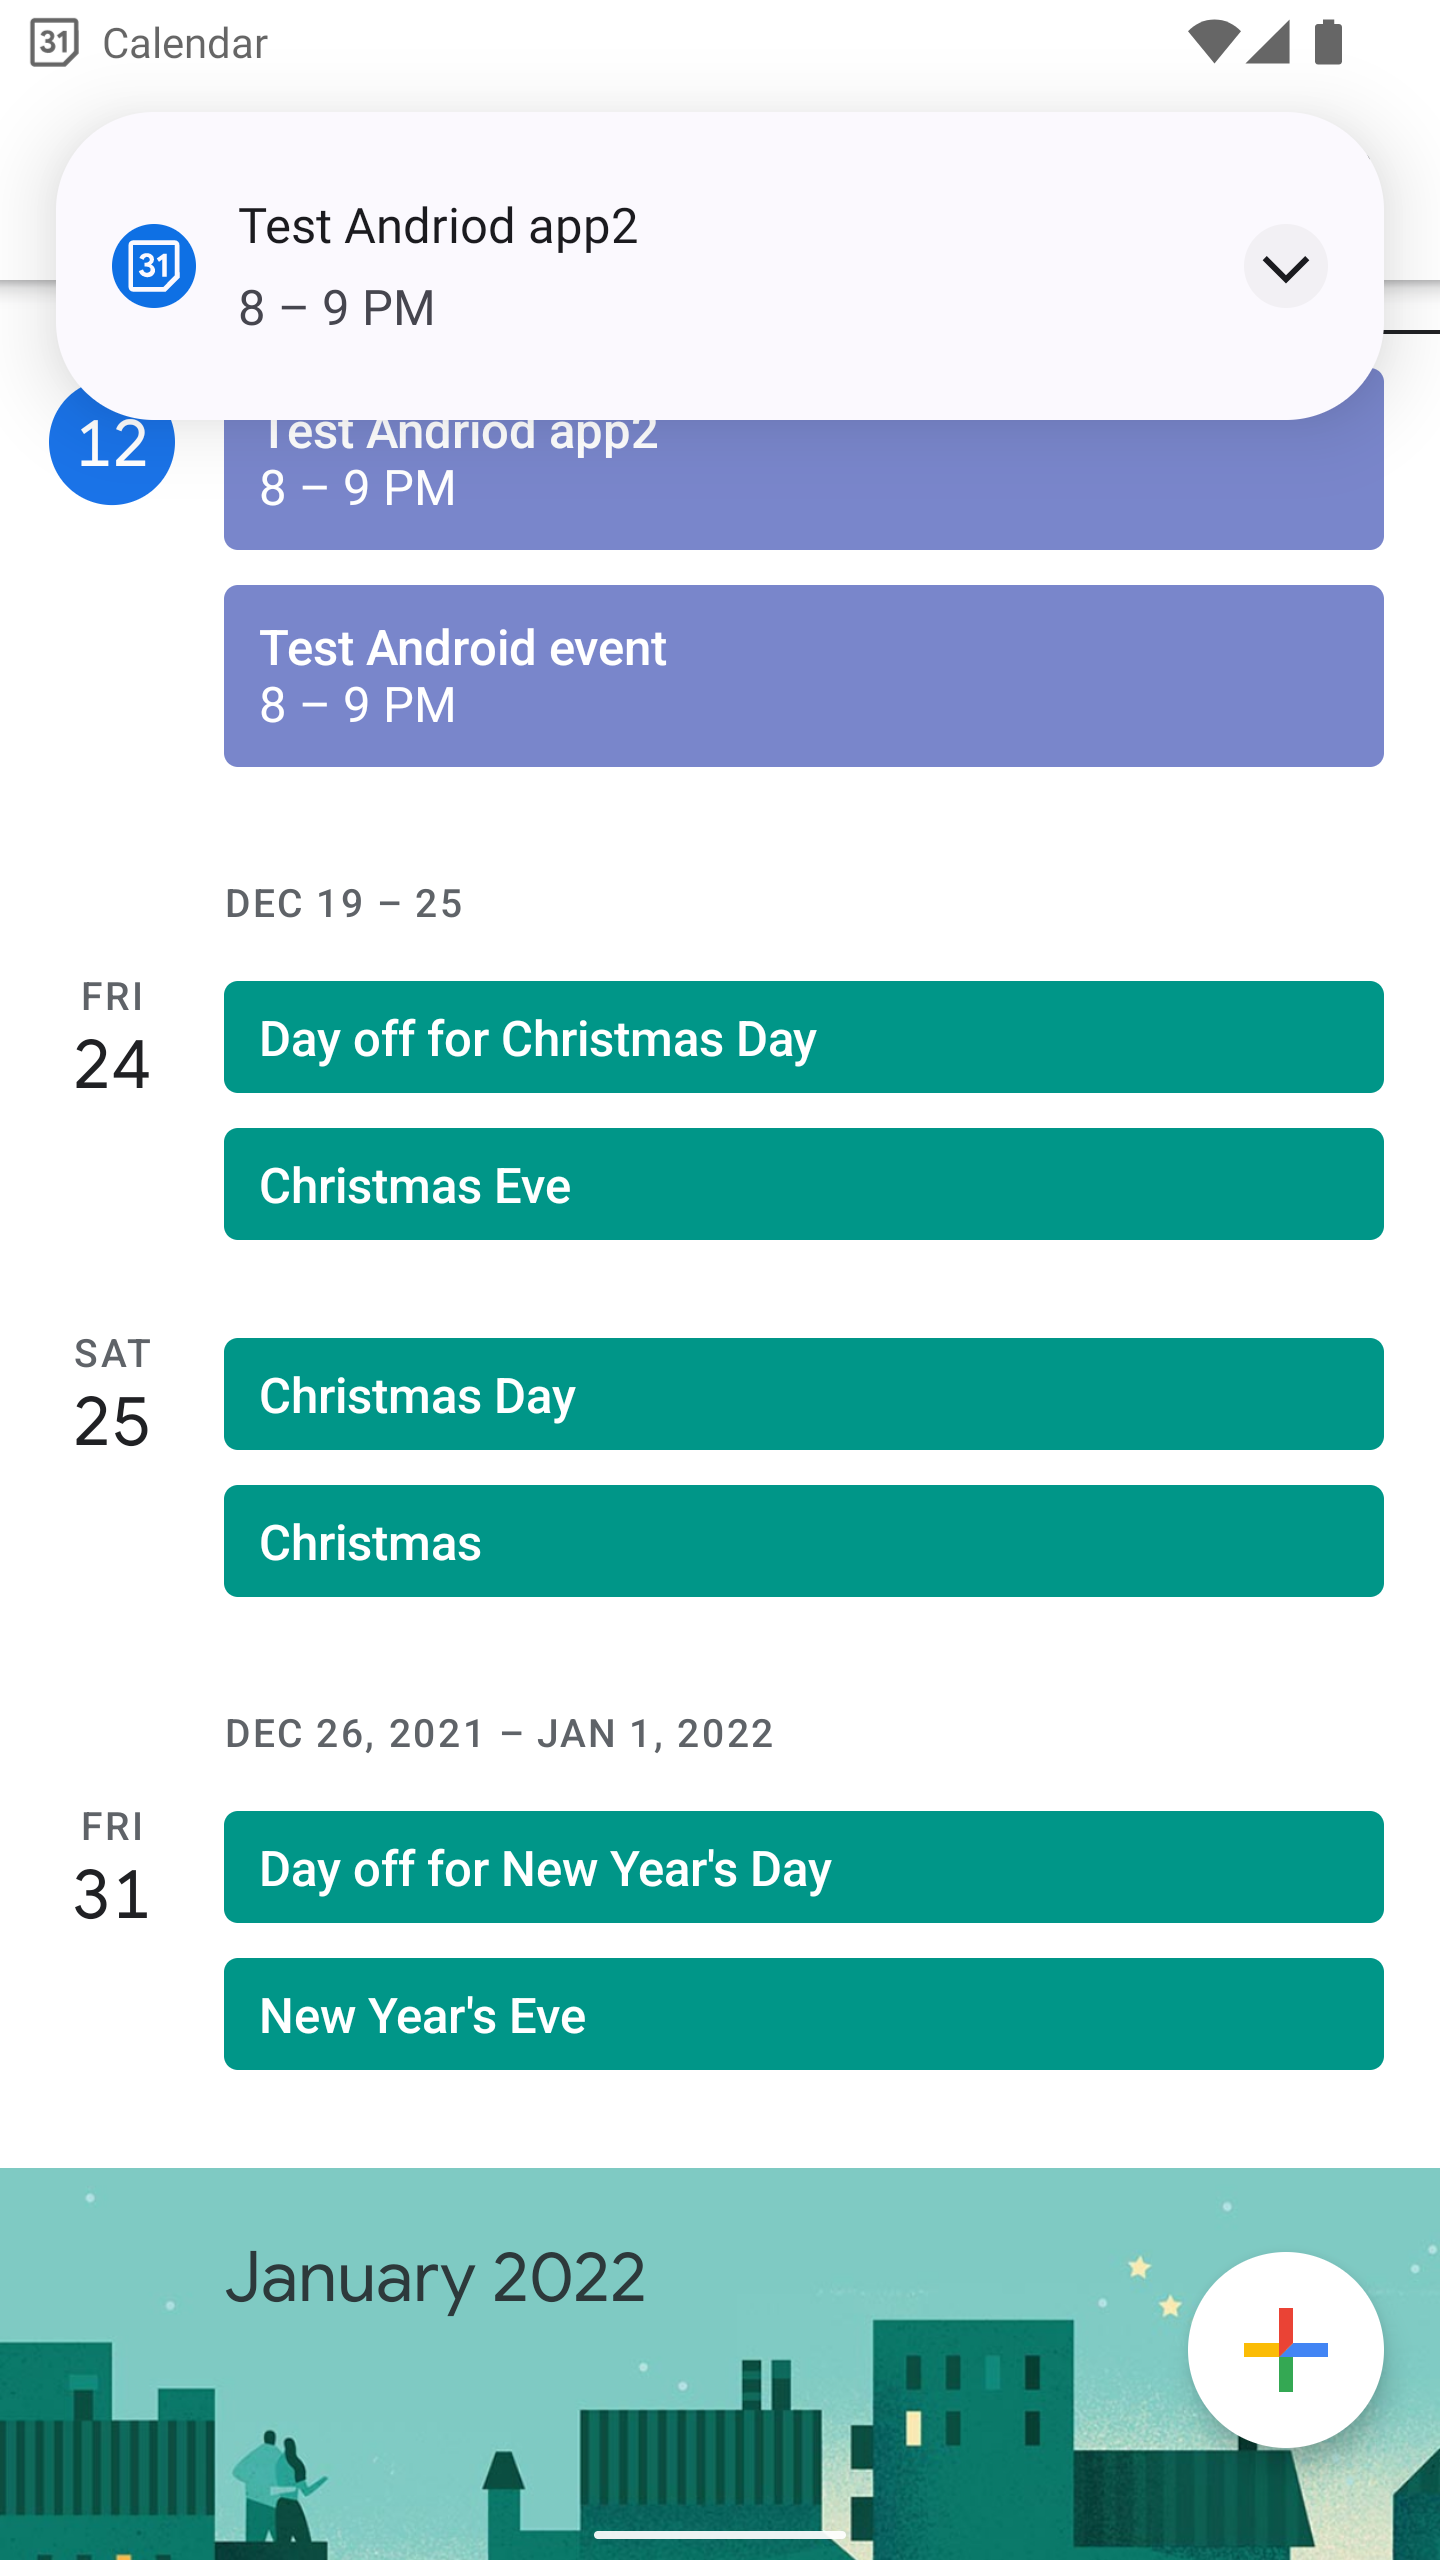 31 Calendar
Test Andriod app2
31
8 – 9 PM
12
Test Andriod app2
8 – 9 PM
Test Android event
8 – 9 PM
DEC 19 – 25
FRI
24
Day off for Christmas Day
Christmas Eve
SAT
25
Christmas Day
Christmas
DEC 26, 2021 – JAN 1, 2022
FRI
31
Day off for New Year's Day
New Year's Eve
January 2022